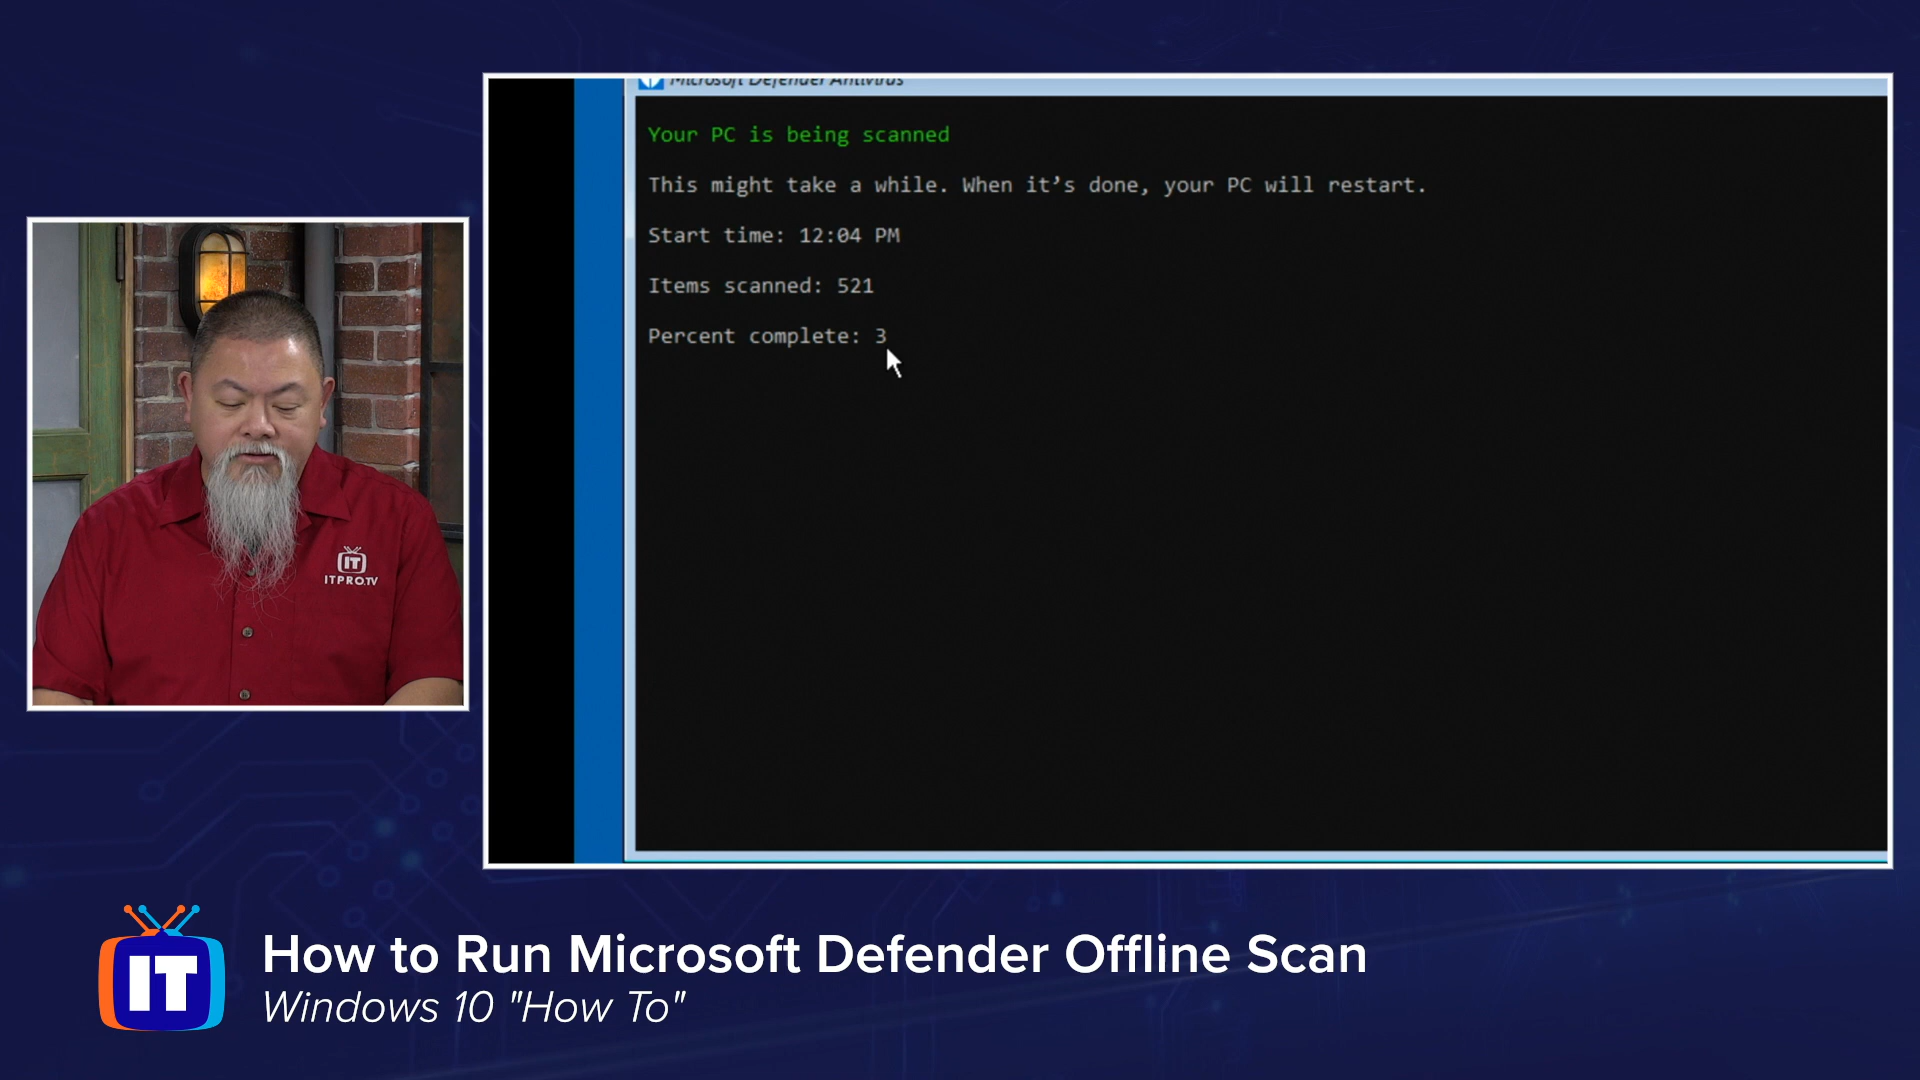 Microsoft Defender Antivirus
Your PC is being scanned
This might take a while. When it’s done, your PC will restart.
Start time: 12:04 PM
Items scanned: 521
Percent complete: 3
IT
ITPRO.TV
IT
How to Run Microsoft Defender Offline Scan
Windows 10 "How To"